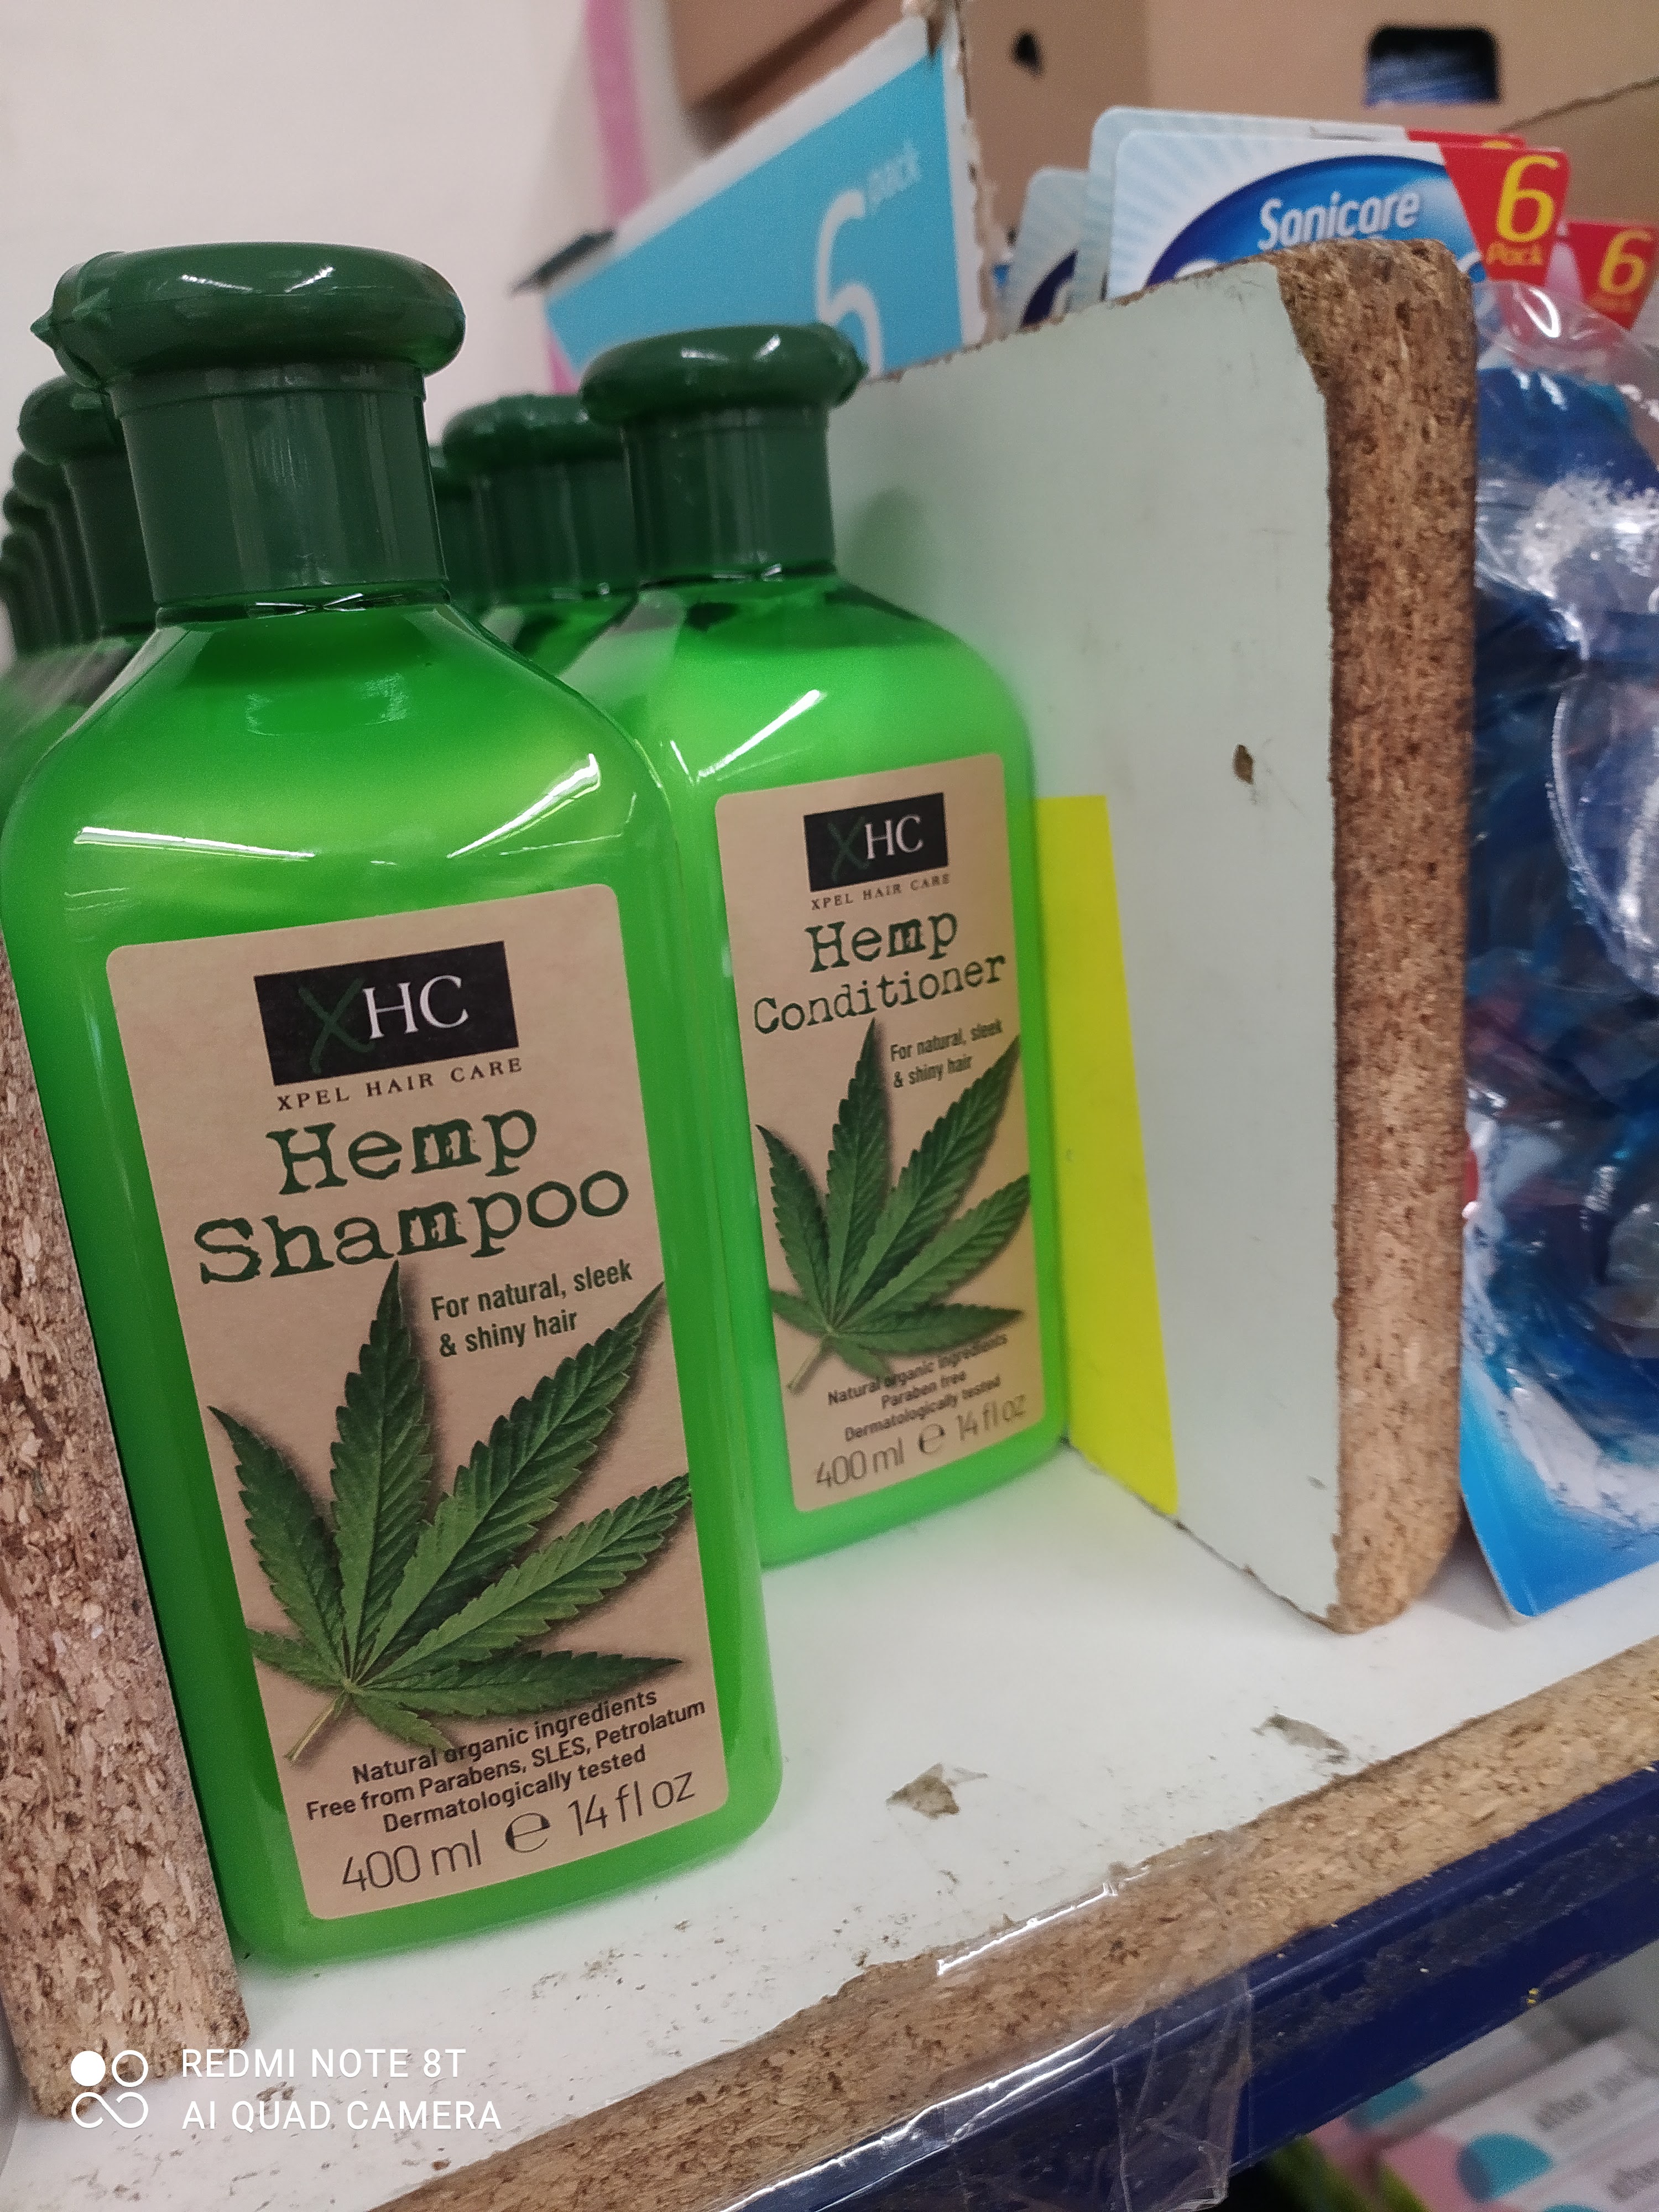 XHC
XPEL HAIR CARE
Hemp
Shampoo
For natural, sleek
& shiny hair
Natural organic ingredients
Free from Parabens, SLES, Petrolatum
Dermatologically tested
400 ml e 14 fl oz
XHC
XPEL HAIR CARE
Hemp
Conditioner
For natural, sleek
& shiny hair
Natural organic ingredients
Paraben free
Dermatologically tested
400 ml e 14 fl oz
6 pack
Sanicare
6
Pack
6
Pack
REDMI NOTE 8T
AI QUAD CAMERA